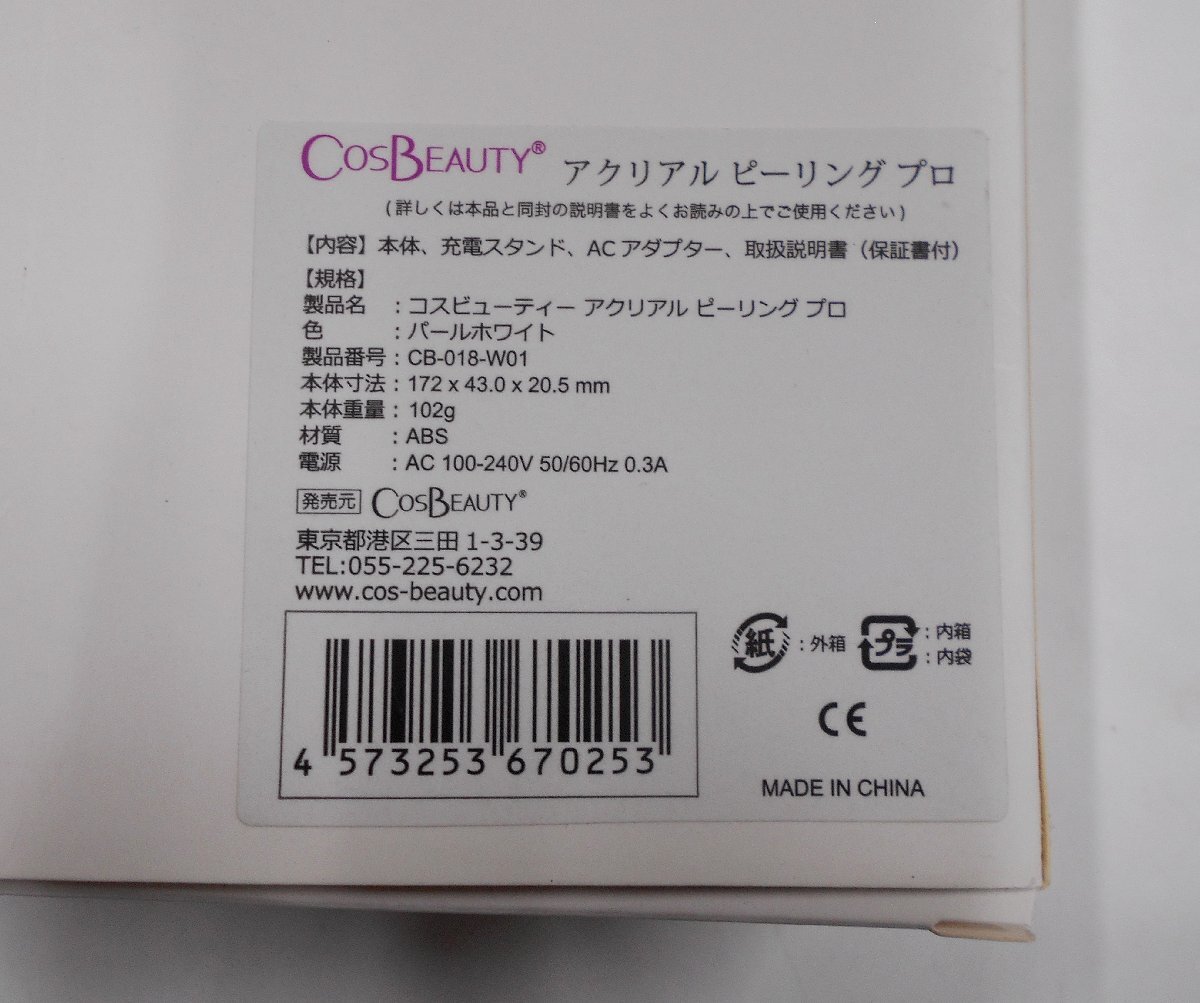 COSBEAUTY® アクリアル ピーリング プロ
(詳しくは本品と同封の説明書をよくお読みの上でご使用ください)
【内容】本体、充電スタンド、ACアダプター、取扱説明書（保証書付）
【規格】
製品名 : コスビューティー アクリアル ピーリング プロ
色 : パールホワイト
製品番号 : CB-018-W01
本体寸法 : 172 x 43.0 x 20.5 mm
本体重量 : 102g
材質 : ABS
電源 : AC 100-240V 50/60Hz 0.3A
発売元 COSBEAUTY®
東京都港区三田 1-3-39
TEL:055-225-6232
www.cos-beauty.com
4 573253 670253
紙 : 外箱 プラ : 内箱
: 内袋
CE
MADE IN CHINA